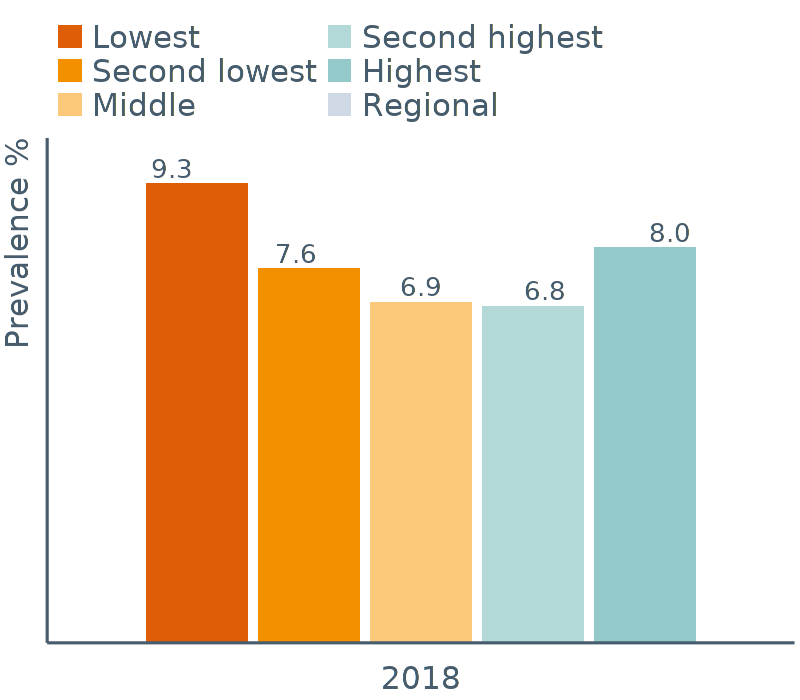 Lowest
Second lowest
Middle
Second highest
Highest
Regional
Prevalence %
9.3
7.6
6.9
6.8
8.0
2018